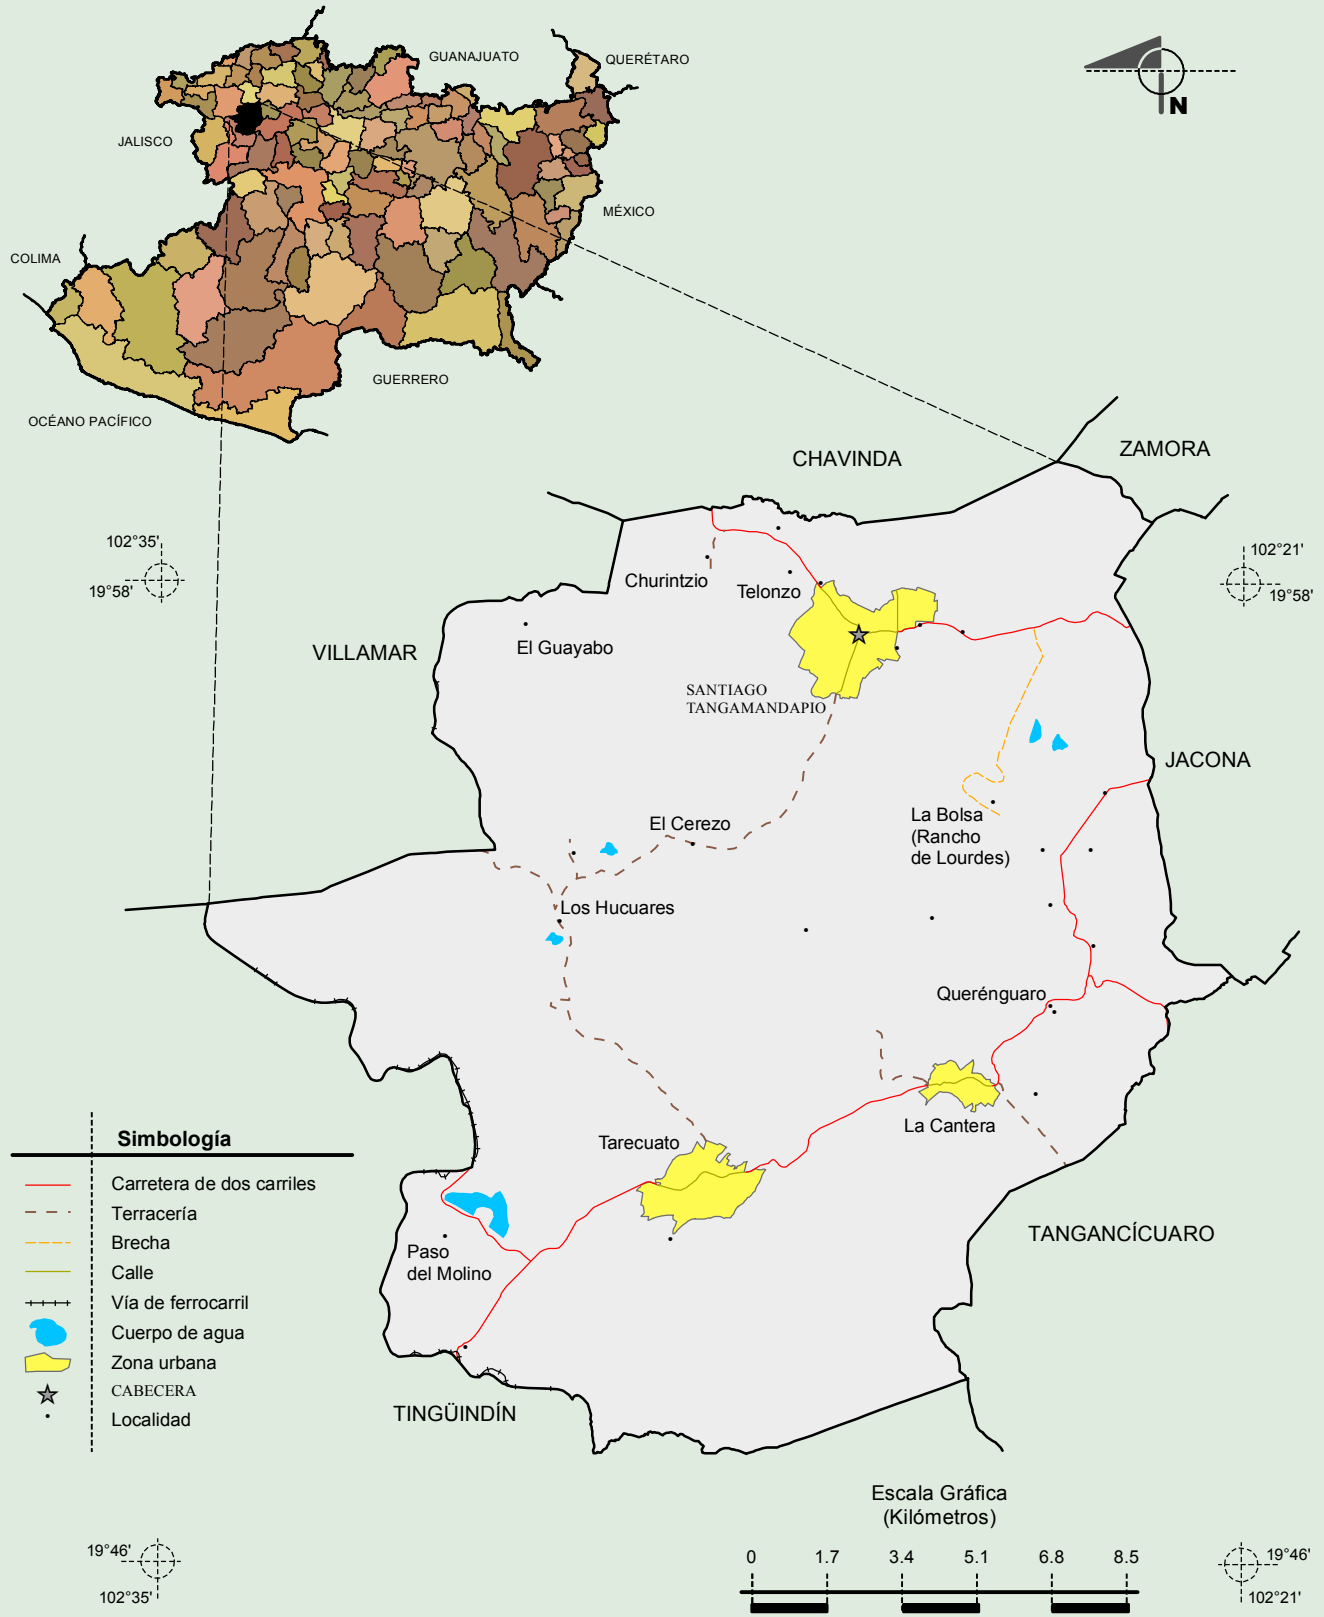 GUANAJUATO
QUERÉTARO
JALISCO
MÉXICO
COLIMA
GUERRERO
OCÉANO PACÍFICO
N
CHAVINDA
ZAMORA
102°35'
19°58'
102°21'
19°58'
Churintzio
Telonzo
El Guayabo
VILLAMAR
SANTIAGO
TANGAMANDAPIO
JACONA
El Cerezo
La Bolsa
(Rancho
de Lourdes)
Los Hucuares
Querénguaro
La Cantera
Tarecuato
Paso
del Molino
TANGANCÍCUARO
TINGÜINDÍN
Simbología
Carretera de dos carriles
Terracería
Brecha
Calle
Vía de ferrocarril
Cuerpo de agua
Zona urbana
CABECERA
Localidad
Escala Gráfica
(Kilómetros)
0 1.7 3.4 5.1 6.8 8.5
19°46'
102°35'
19°46'
102°21'